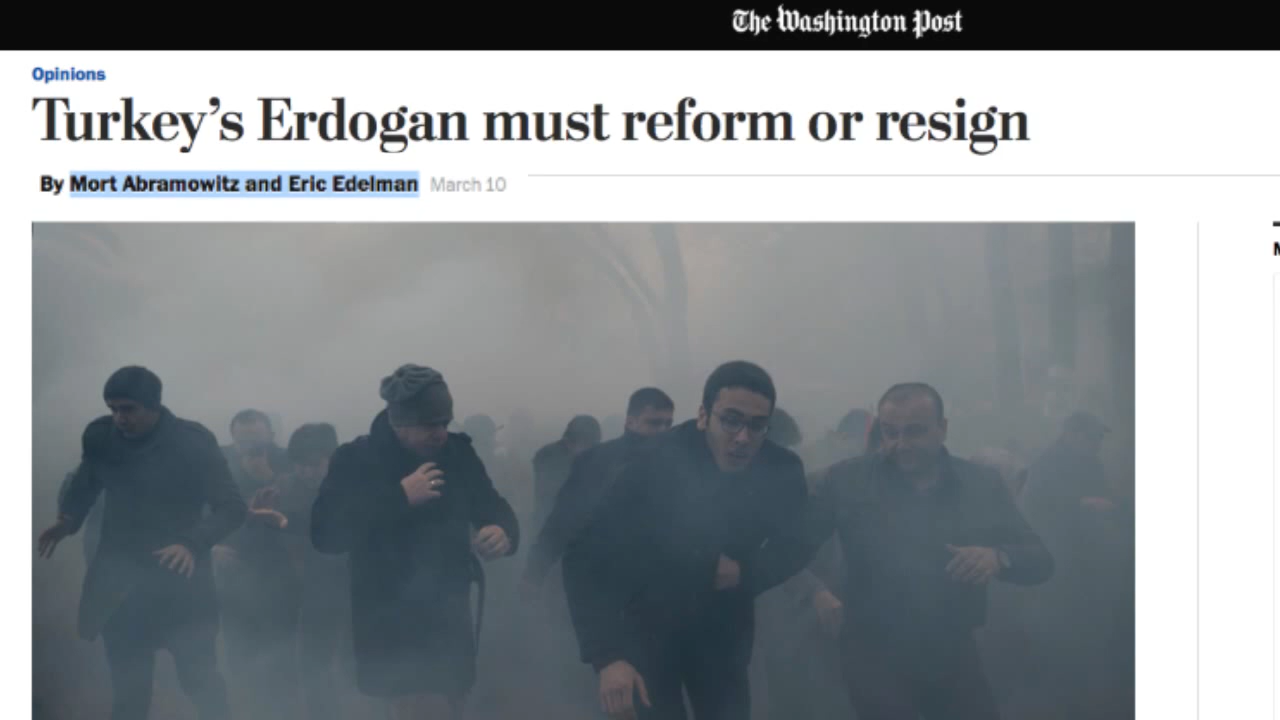 The Washington Post
Opinions
Turkey's Erdogan must reform or resign
By Mort Abramowitz and Eric Edelman March 10